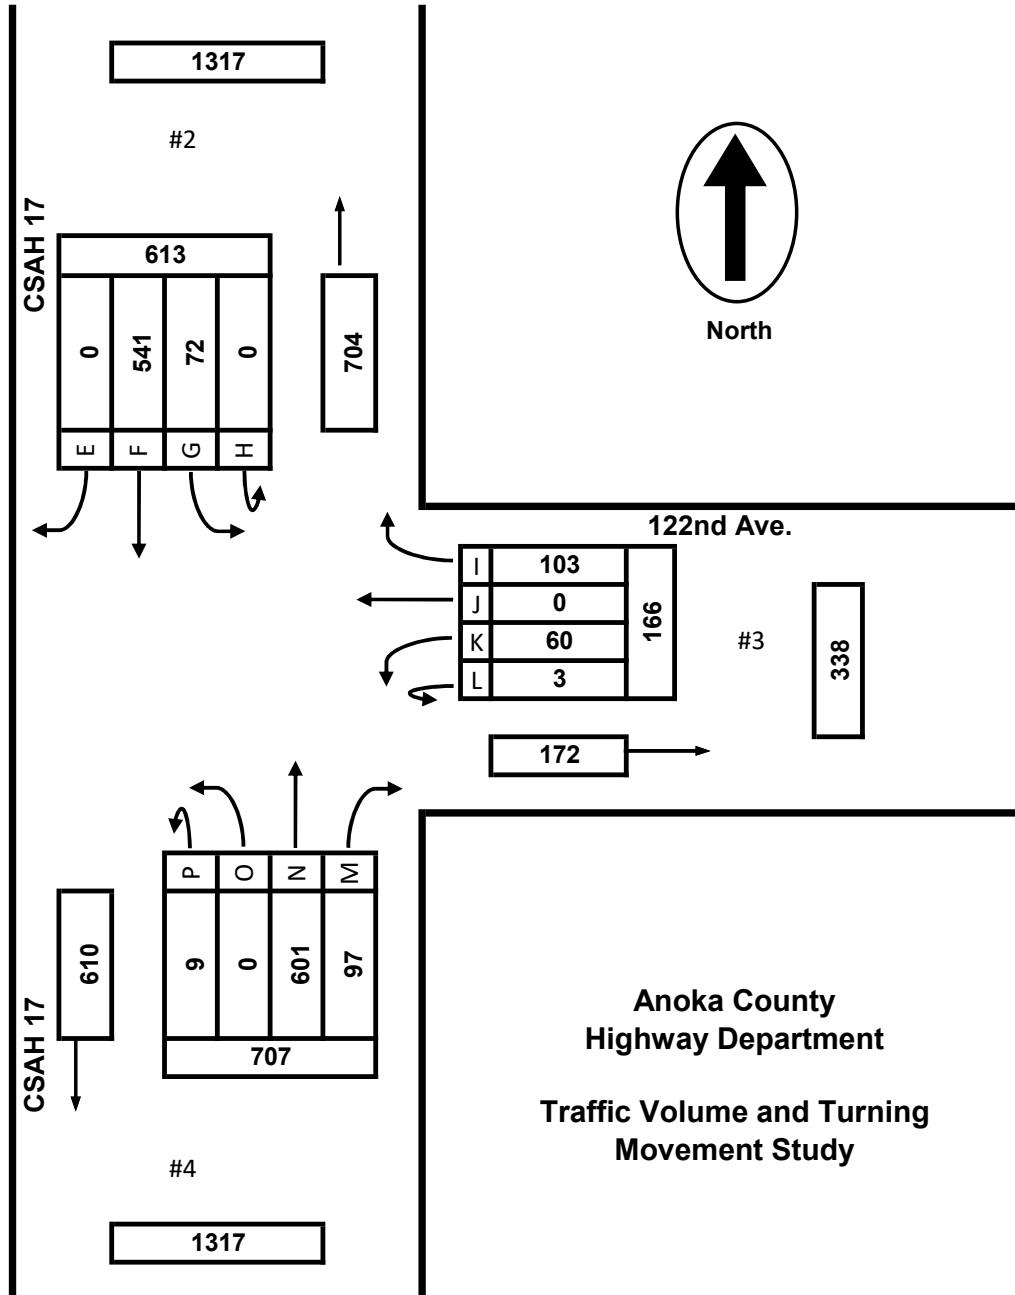 1317
#2
CSAH 17
613
0
541
72
0
E
F
G
H
704
North
122nd Ave.
I
103
J
0
K
60
L
3
166
#3
338
172
P
O
N
M
9
0
601
97
707
610
CSAH 17
#4
1317
Anoka County
Highway Department
Traffic Volume and Turning
Movement Study